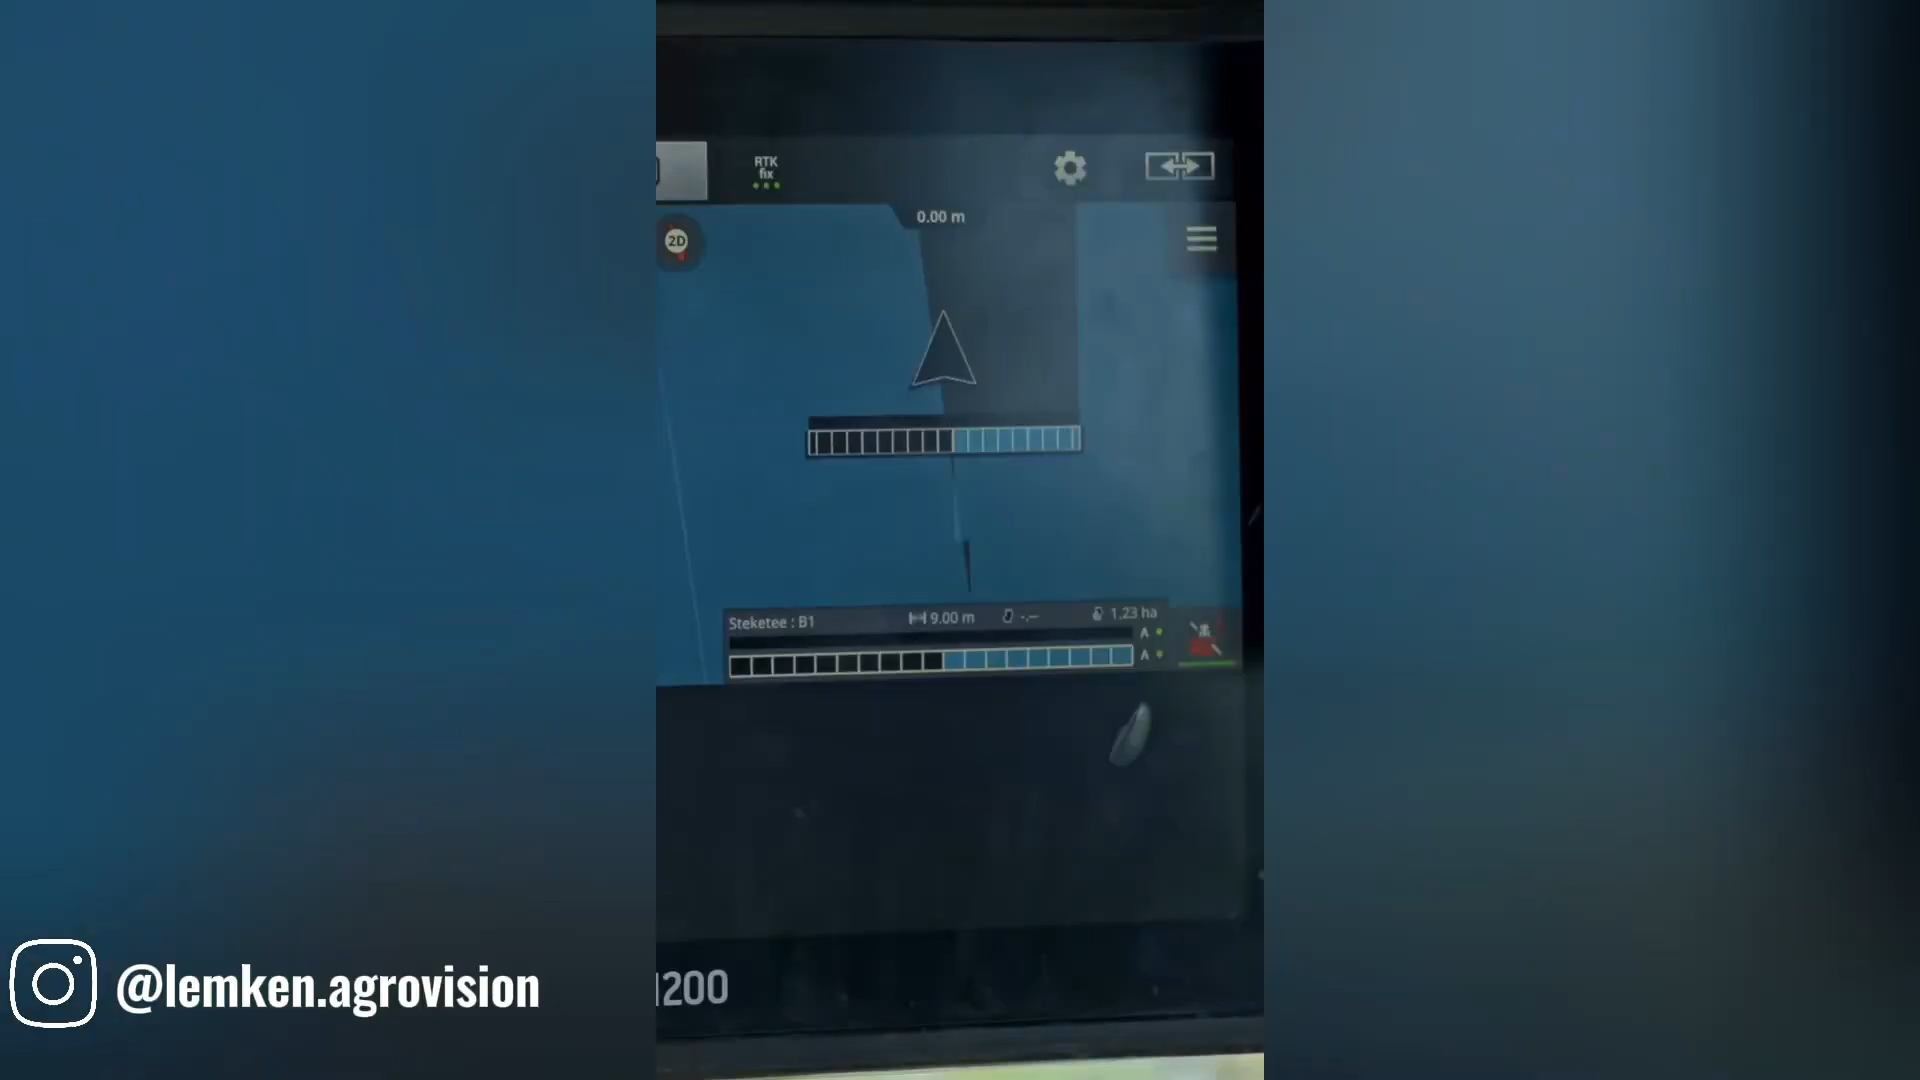 RTK
fix
0.00 m
2D
Steketee : B1
9.00 m
-.--
1.23 ha
A
A
1200
@lemken.agrovision